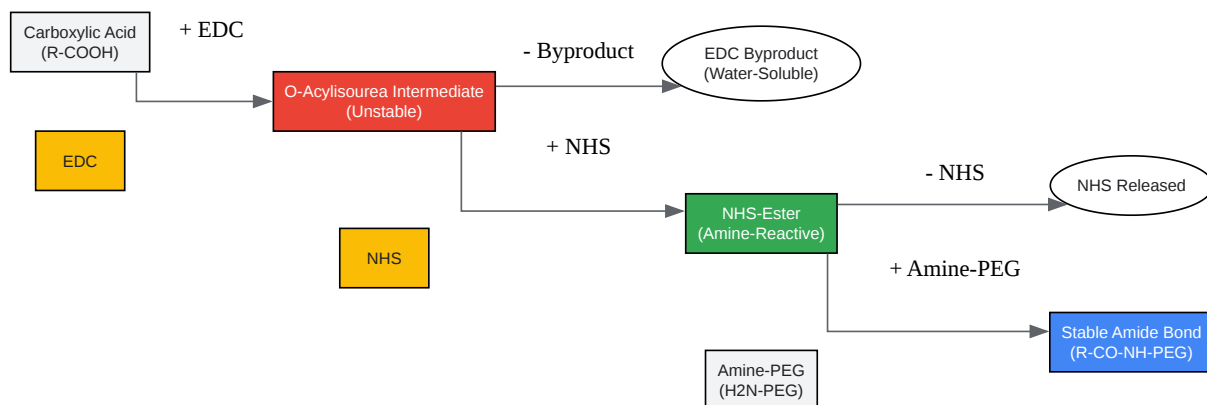 Carboxylic Acid
(R-COOH)
+ EDC
O-Acylisourea Intermediate
(Unstable)
- Byproduct
EDC Byproduct
(Water-Soluble)
EDC
+ NHS
NHS
NHS-Ester
(Amine-Reactive)
- NHS
NHS Released
+ Amine-PEG
Stable Amide Bond
(R-CO-NH-PEG)
Amine-PEG
(H2N-PEG)